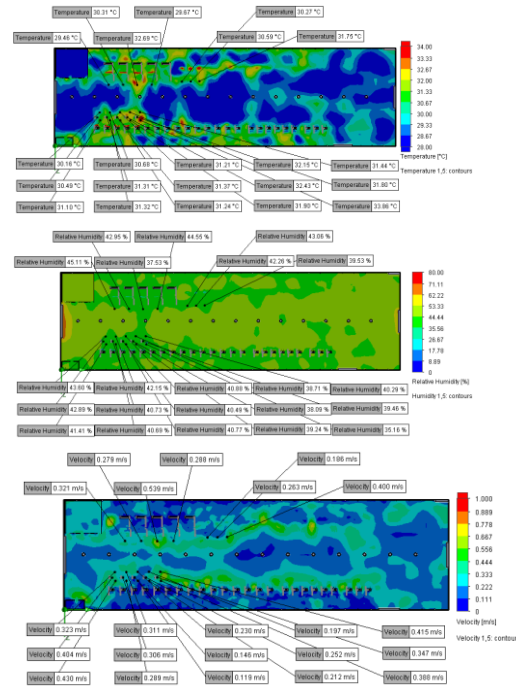 Temperature 30.31 °C Temperature 29.87 °C Temperature 30.27 °C
Temperature 29.46 °C Temperature 32.69 °C Temperature 30.59 °C Temperature 31.75 °C
34.00
33.33
32.67
32.00
31.33
30.67
30.00
29.33
28.67
28.00
Temperature [°C]
Temperature 1,5: contours
Temperature 30.16 °C Temperature 30.68 °C Temperature 31.21 °C Temperature 32.15 °C Temperature 31.44 °C
Temperature 30.49 °C Temperature 31.31 °C Temperature 31.37 °C Temperature 32.43 °C Temperature 31.80 °C
Temperature 31.10 °C Temperature 31.32 °C Temperature 31.24 °C Temperature 31.90 °C Temperature 33.86 °C
Relative Humidity 42.95 % Relative Humidity 44.55 % Relative Humidity 43.06 %
Relative Humidity 45.11 % Relative Humidity 37.53 % Relative Humidity 42.26 % Relative Humidity 39.53 %
80.00
71.11
62.22
53.33
44.44
35.56
26.67
17.78
8.89
0
Relative Humidity [%]
Humidity 1,5: contours
Relative Humidity 43.60 % Relative Humidity 42.15 % Relative Humidity 40.88 % Relative Humidity 38.71 % Relative Humidity 40.29 %
Relative Humidity 42.89 % Relative Humidity 40.73 % Relative Humidity 40.49 % Relative Humidity 38.09 % Relative Humidity 39.46 %
Relative Humidity 41.41 % Relative Humidity 40.69 % Relative Humidity 40.77 % Relative Humidity 39.24 % Relative Humidity 35.16 %
Velocity 0.279 m/s Velocity 0.288 m/s Velocity 0.186 m/s
Velocity 0.321 m/s Velocity 0.539 m/s Velocity 0.263 m/s Velocity 0.400 m/s
1.000
0.889
0.778
0.667
0.556
0.444
0.333
0.222
0.111
0
Velocity [m/s]
Velocity 1,5: contou
Velocity 0.323 m/s Velocity 0.311 m/s Velocity 0.230 m/s Velocity 0.197 m/s Velocity 0.415 m/s
Velocity 0.404 m/s Velocity 0.306 m/s Velocity 0.146 m/s Velocity 0.252 m/s Velocity 0.347 m/s
Velocity 0.430 m/s Velocity 0.289 m/s Velocity 0.119 m/s Velocity 0.212 m/s Velocity 0.388 m/s